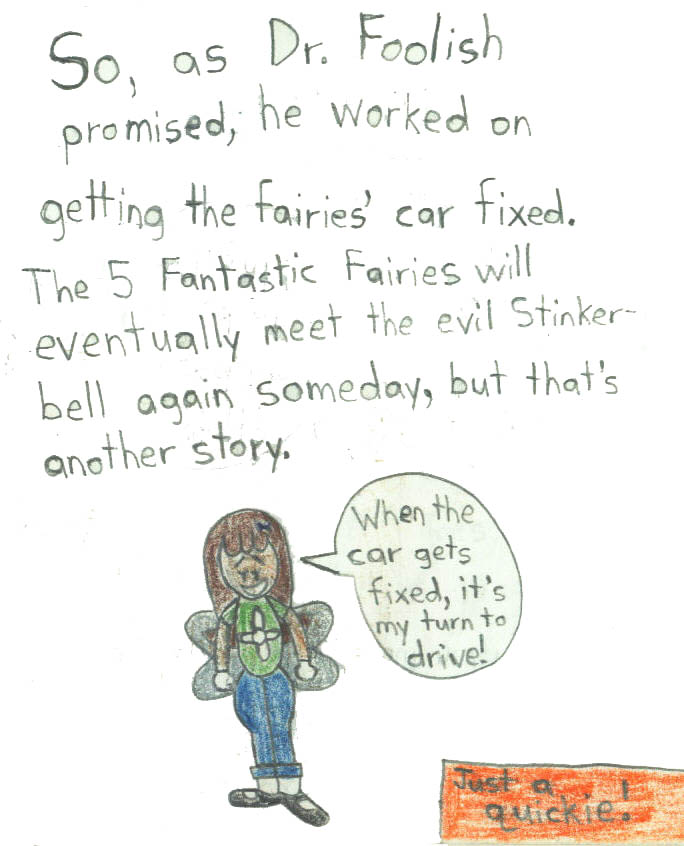 So, as Dr. Foolish
promised, he worked on
getting the fairies' car fixed.
The 5 Fantastic Fairies will
eventually meet the evil Stinker-
bell again someday, but that's
another story.
When the
car gets
fixed, it's
my turn to
drive!
Just a
quickie!